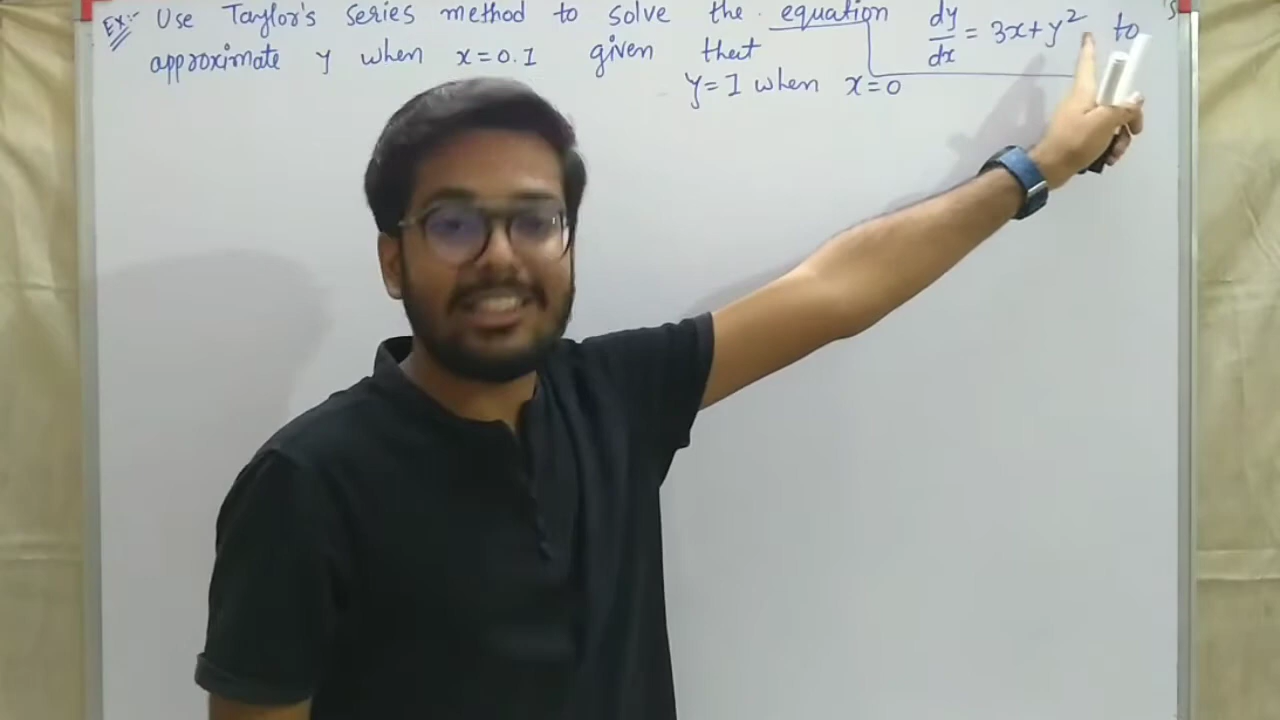 Ex:- Use Taylor's series method to solve the equation dy/dx = 3x+y² to
approximate y when x=0.1 given that
y=1 when x=0
's